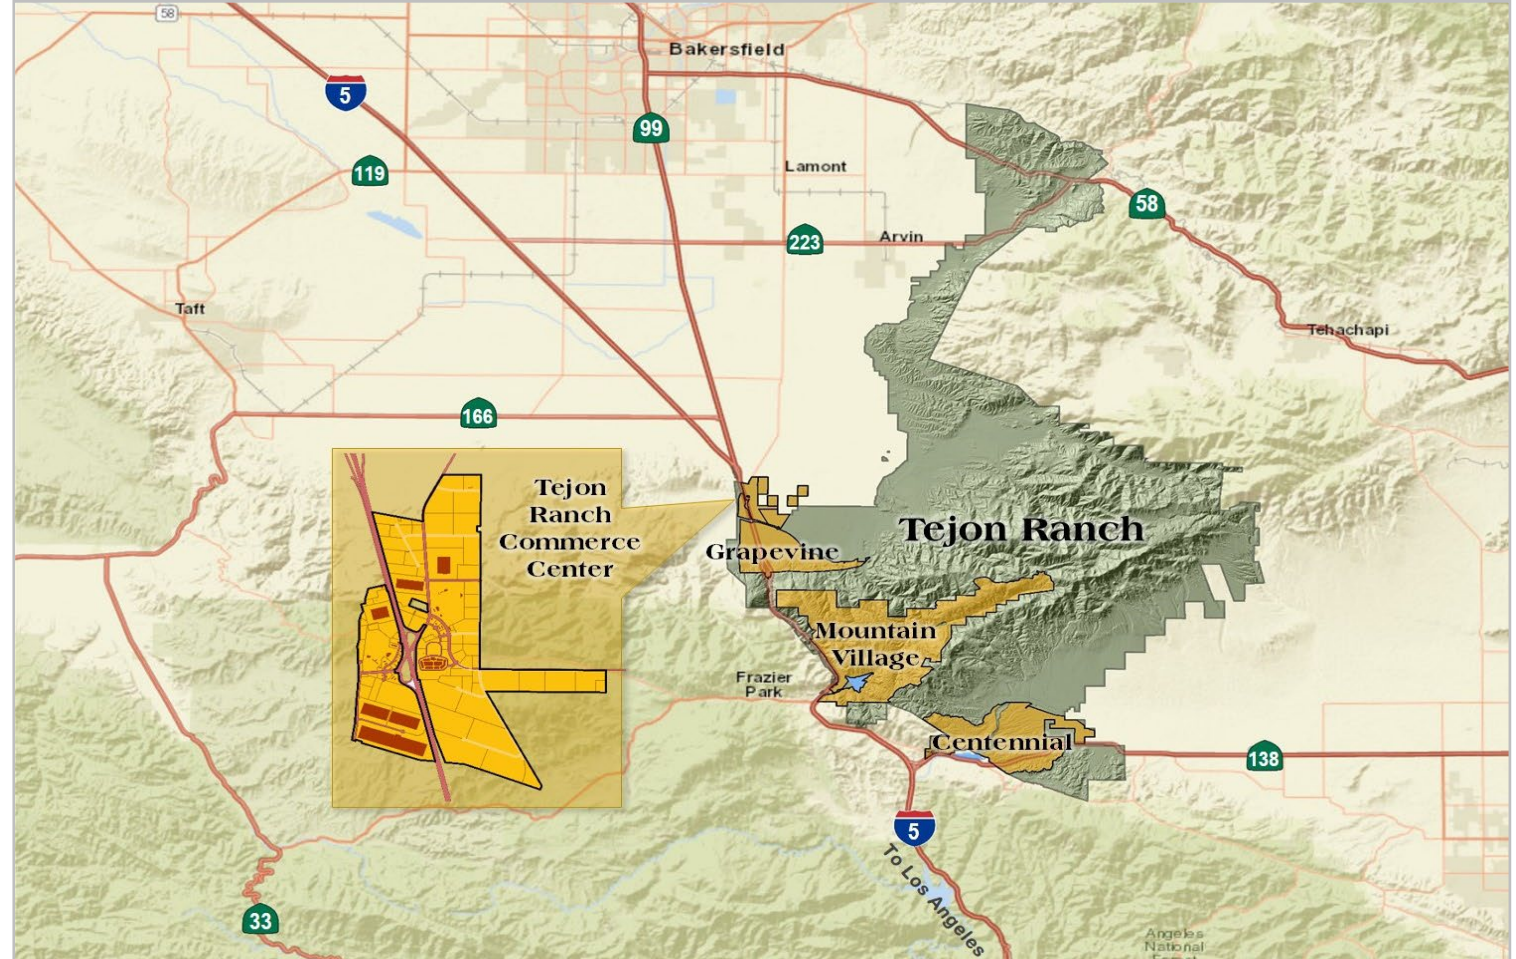 58
Bakersfield
5
99
Lamont
119
58
223
Arvin
Taft
Tehachapi
166
Tejon
Ranch
Commerce
Center
Tejon Ranch
Grapevine
Mountain
Village
Frazier
Park
Centennial
138
5
To Los Angeles
33
Angeles
National
Forest